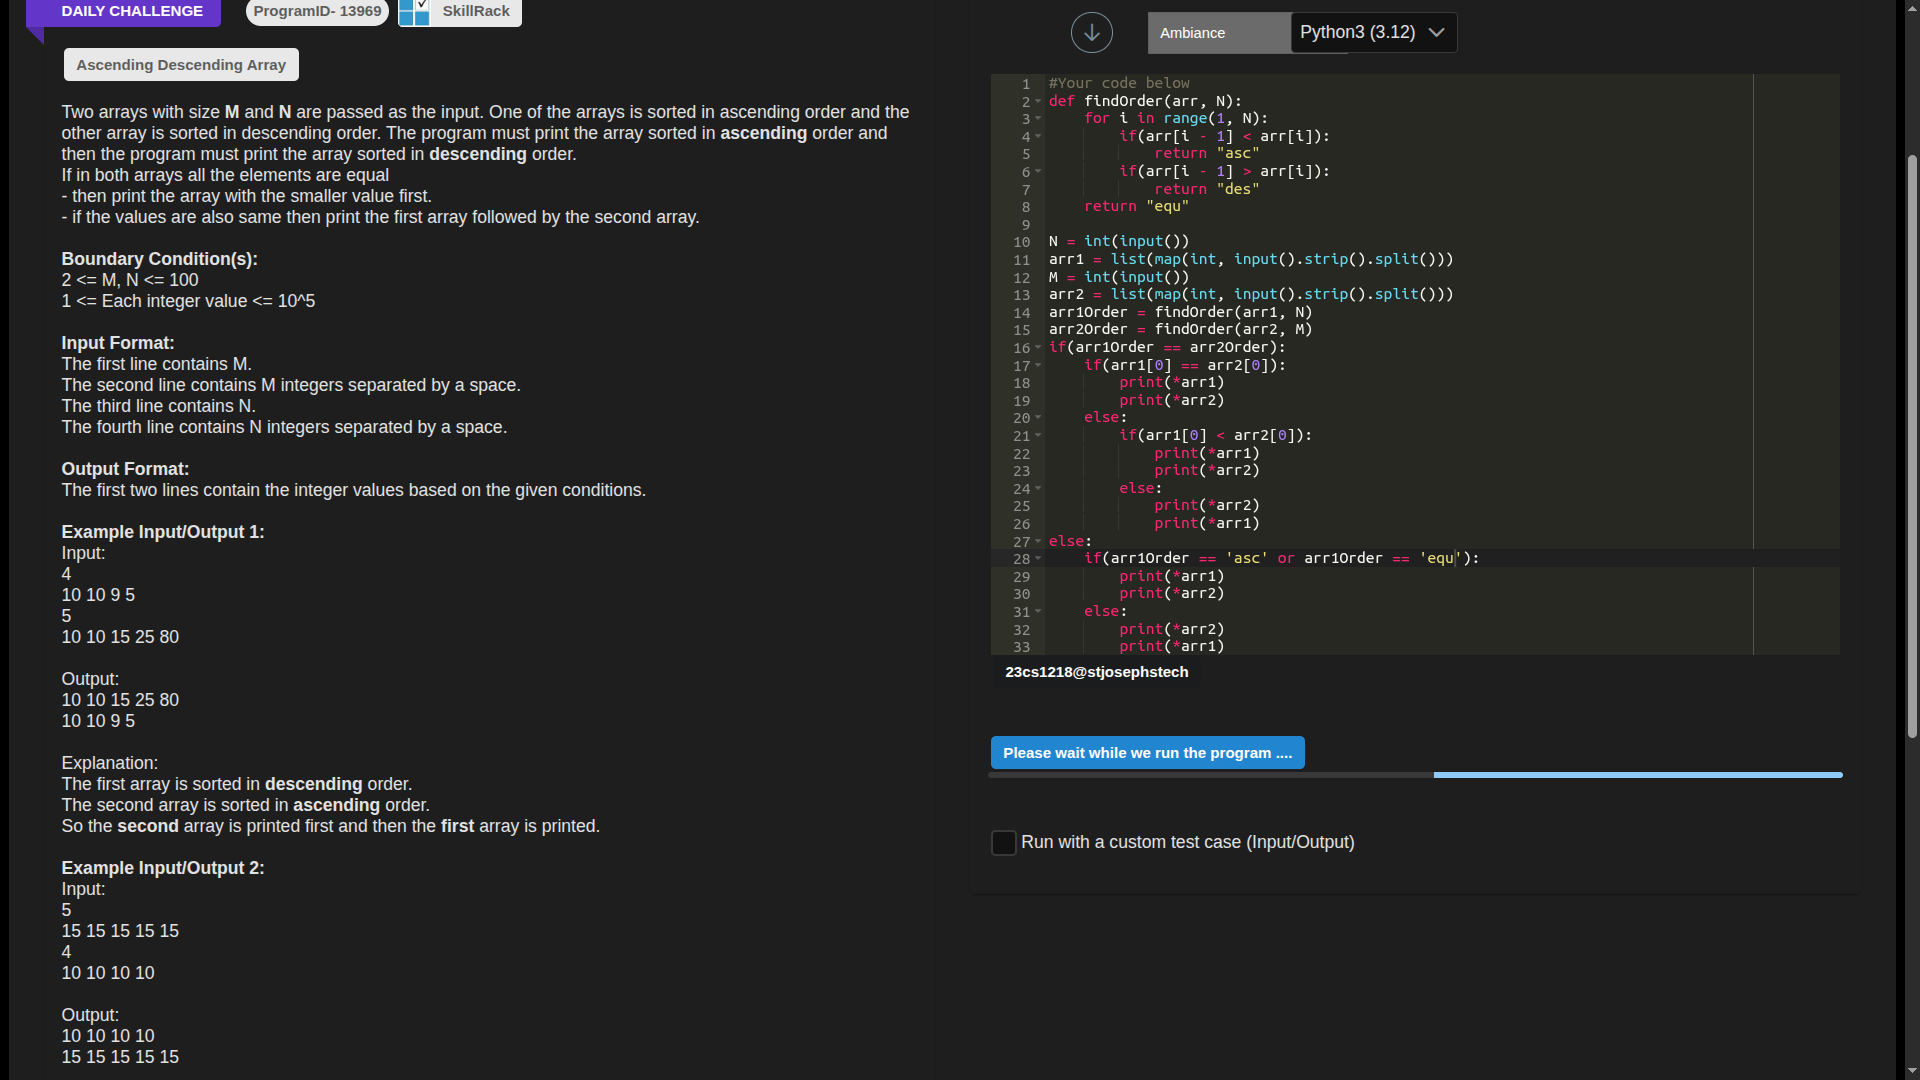 DAILY CHALLENGE
ProgramID- 13969
SkillRack
Ascending Descending Array
Two arrays with size M and N are passed as the input. One of the arrays is sorted in ascending order and the
other array is sorted in descending order. The program must print the array sorted in ascending order and
then the program must print the array sorted in descending order.
If in both arrays all the elements are equal
- then print the array with the smaller value first.
- if the values are also same then print the first array followed by the second array.
Boundary Condition(s):
2 <= M, N <= 100
1 <= Each integer value <= 10^5
Input Format:
The first line contains M.
The second line contains M integers separated by a space.
The third line contains N.
The fourth line contains N integers separated by a space.
Output Format:
The first two lines contain the integer values based on the given conditions.
Example Input/Output 1:
Input:
4
10 10 9 5
5
10 10 15 25 80
Output:
10 10 15 25 80
10 10 9 5
Explanation:
The first array is sorted in descending order.
The second array is sorted in ascending order.
So the second array is printed first and then the first array is printed.
Example Input/Output 2:
Input:
5
15 15 15 15 15
4
10 10 10 10
Output:
10 10 10 10
15 15 15 15 15
Ambiance
Python3 (3.12)
1 #Your code below
2 def findOrder(arr, N):
3     for i in range(1, N):
4         if(arr[i - 1] < arr[i]):
5             return "asc"
6         if(arr[i - 1] > arr[i]):
7             return "des"
8     return "equ"
9
10 N = int(input())
11 arr1 = list(map(int, input().strip().split()))
12 M = int(input())
13 arr2 = list(map(int, input().strip().split()))
14 arr1Order = findOrder(arr1, N)
15 arr2Order = findOrder(arr2, M)
16 if(arr1Order == arr2Order):
17     if(arr1[0] == arr2[0]):
18         print(*arr1)
19         print(*arr2)
20     else:
21         if(arr1[0] < arr2[0]):
22             print(*arr1)
23             print(*arr2)
24         else:
25             print(*arr2)
26             print(*arr1)
27 else:
28     if(arr1Order == 'asc' or arr1Order == 'equ'):
29         print(*arr1)
30         print(*arr2)
31     else:
32         print(*arr2)
33         print(*arr1)
23cs1218@stjosephstech
Please wait while we run the program ....
Run with a custom test case (Input/Output)